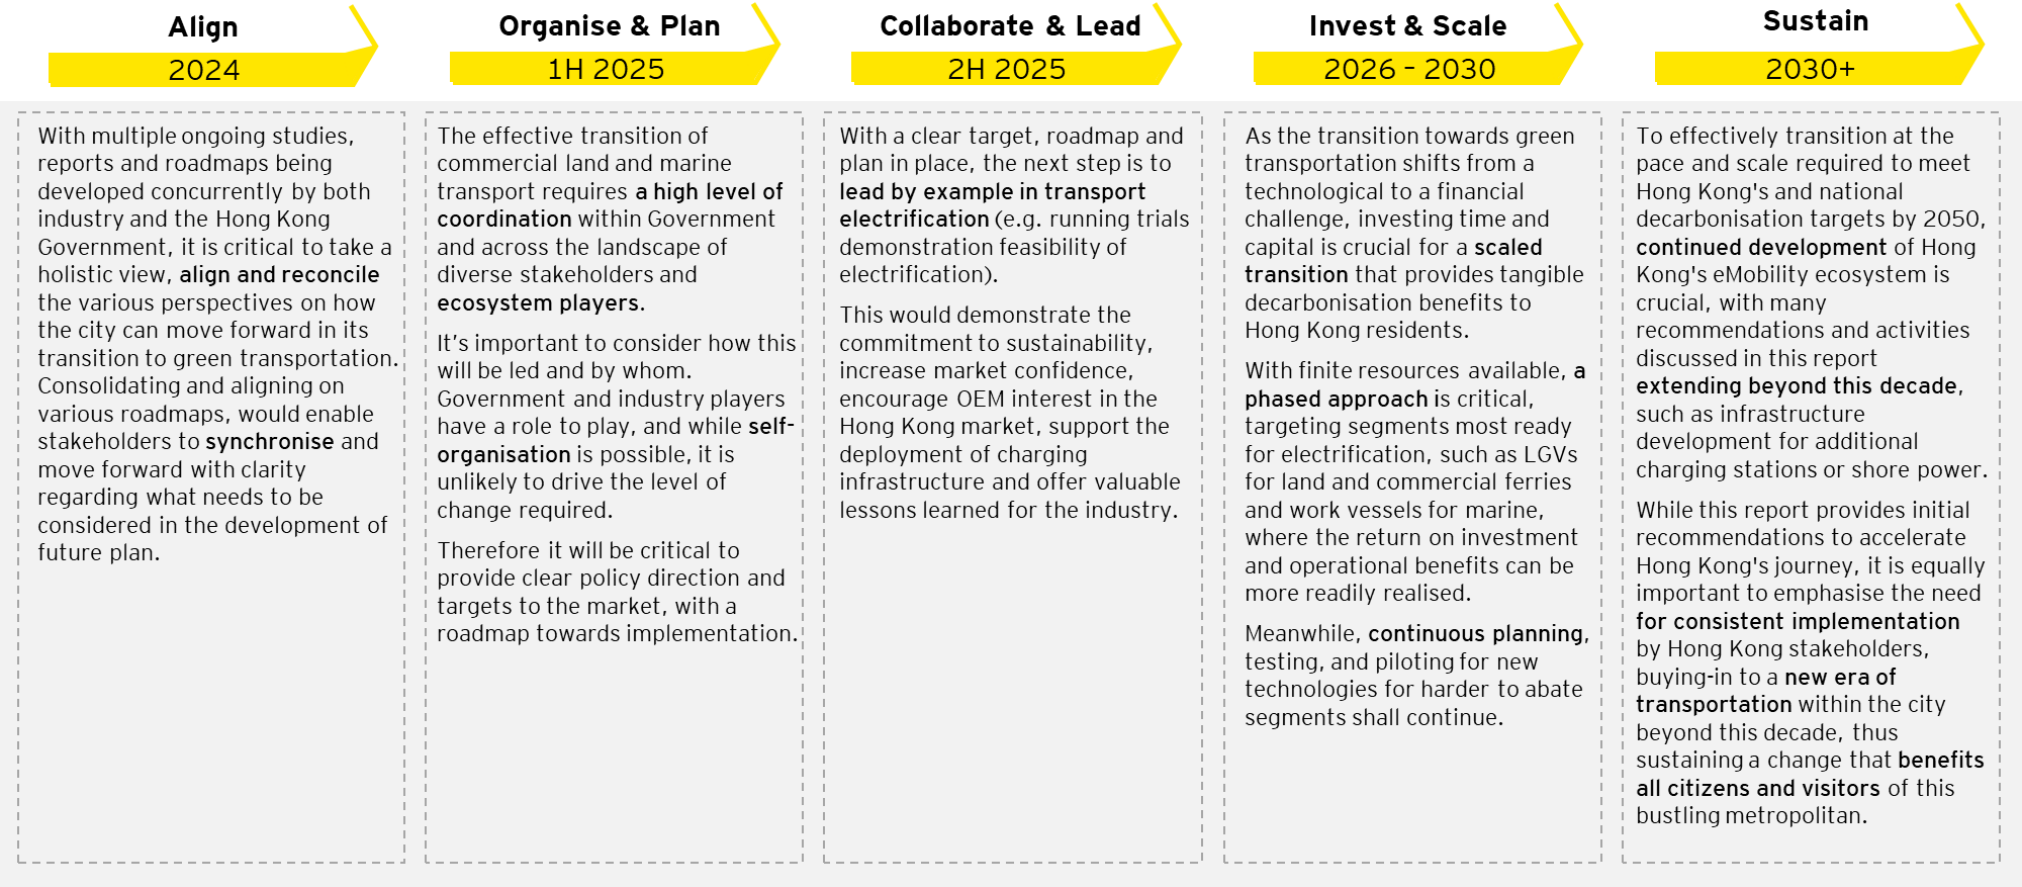 Align
2024
With multiple ongoing studies,
reports and roadmaps being
developed concurrently by both
industry and the Hong Kong
Government, it is critical to take a
holistic view, align and reconcile
the various perspectives on how
the city can move forward in its
transition to green transportation.
Consolidating and aligning on
various roadmaps, would enable
stakeholders to synchronise and
move forward with clarity
regarding what needs to be
considered in the development of
future plan.
Organise & Plan
1H 2025
The effective transition of
commercial land and marine
transport requires a high level of
coordination within Government
and across the landscape of
diverse stakeholders and
ecosystem players.
It's important to consider how this
will be led and by whom.
Government and industry players
have a role to play, and while self-
organisation is possible, it is
unlikely to drive the level of
change required.
Therefore it will be critical to
provide clear policy direction and
targets to the market, with a
roadmap towards implementation.
Collaborate & Lead
2H 2025
With a clear target, roadmap and
plan in place, the next step is to
lead by example in transport
electrification (e.g. running trials
demonstration feasibility of
electrification).
This would demonstrate the
commitment to sustainability,
increase market confidence,
encourage OEM interest in the
Hong Kong market, support the
deployment of charging
infrastructure and offer valuable
lessons learned for the industry.
Invest & Scale
2026 – 2030
As the transition towards green
transportation shifts from a
technological to a financial
challenge, investing time and
capital is crucial for a scaled
transition that provides tangible
decarbonisation benefits to
Hong Kong residents.
With finite resources available, a
phased approach is critical,
targeting segments most ready
for electrification, such as LGVs
for land and commercial ferries
and work vessels for marine,
where the return on investment
and operational benefits can be
more readily realised.
Meanwhile, continuous planning,
testing, and piloting for new
technologies for harder to abate
segments shall continue.
Sustain
2030+
To effectively transition at the
pace and scale required to meet
Hong Kong's and national
decarbonisation targets by 2050,
continued development of Hong
Kong's eMobility ecosystem is
crucial, with many
recommendations and activities
discussed in this report
extending beyond this decade,
such as infrastructure
development for additional
charging stations or shore power.
While this report provides initial
recommendations to accelerate
Hong Kong's journey, it is equally
important to emphasise the need
for consistent implementation
by Hong Kong stakeholders,
buying-in to a new era of
transportation within the city
beyond this decade, thus
sustaining a change that benefits
all citizens and visitors of this
bustling metropolitan.